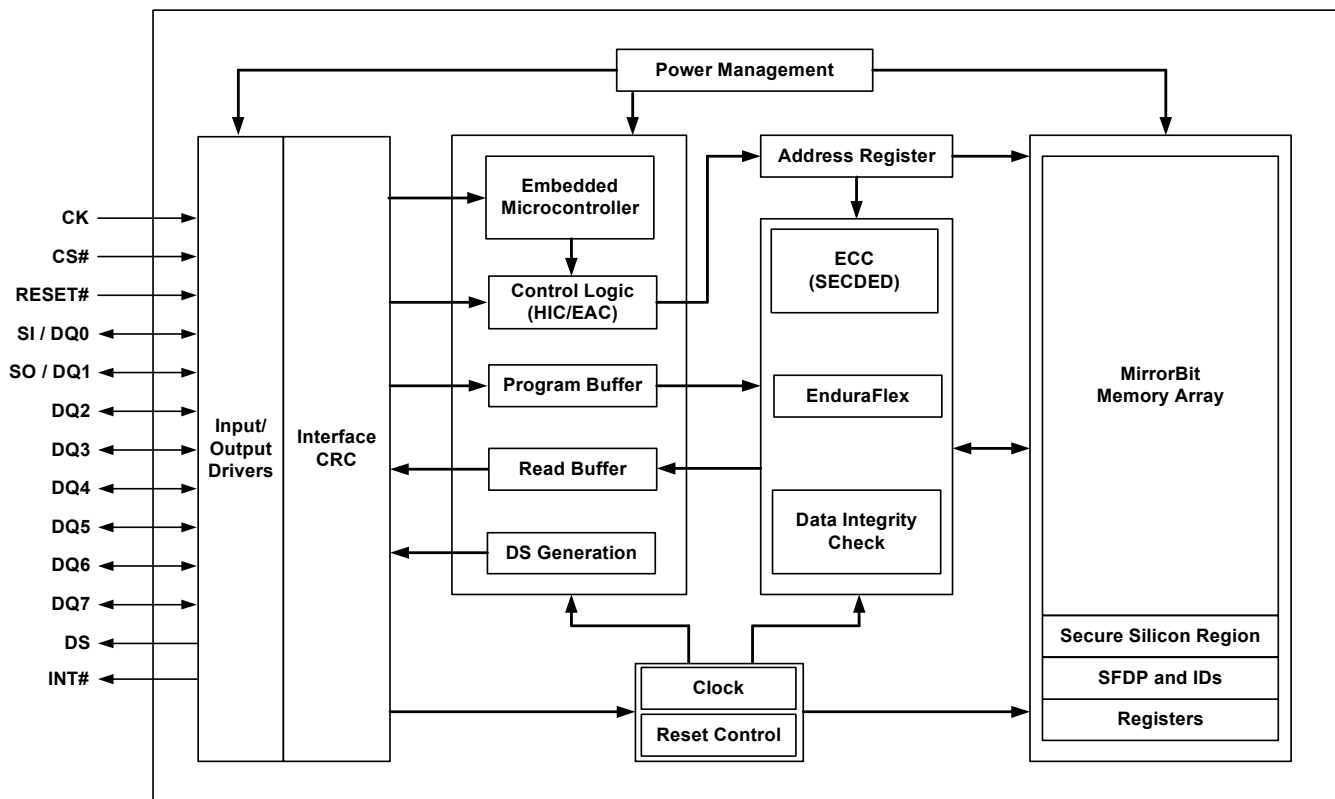 Power Management
Address Register
Embedded
Microcontroller
CK
CS#
RESET#
SI / DQ0
SO / DQ1
DQ2
DQ3
DQ4
DQ5
DQ6
DQ7
DS
INT#
Input/
Output
Drivers
Interface
CRC
Control Logic
(HIC/EAC)
Program Buffer
Read Buffer
DS Generation
ECC
(SECDED)
EnduraFlex
Data Integrity
Check
MirrorBit
Memory Array
Secure Silicon Region
SFDP and IDs
Registers
Clock
Reset Control